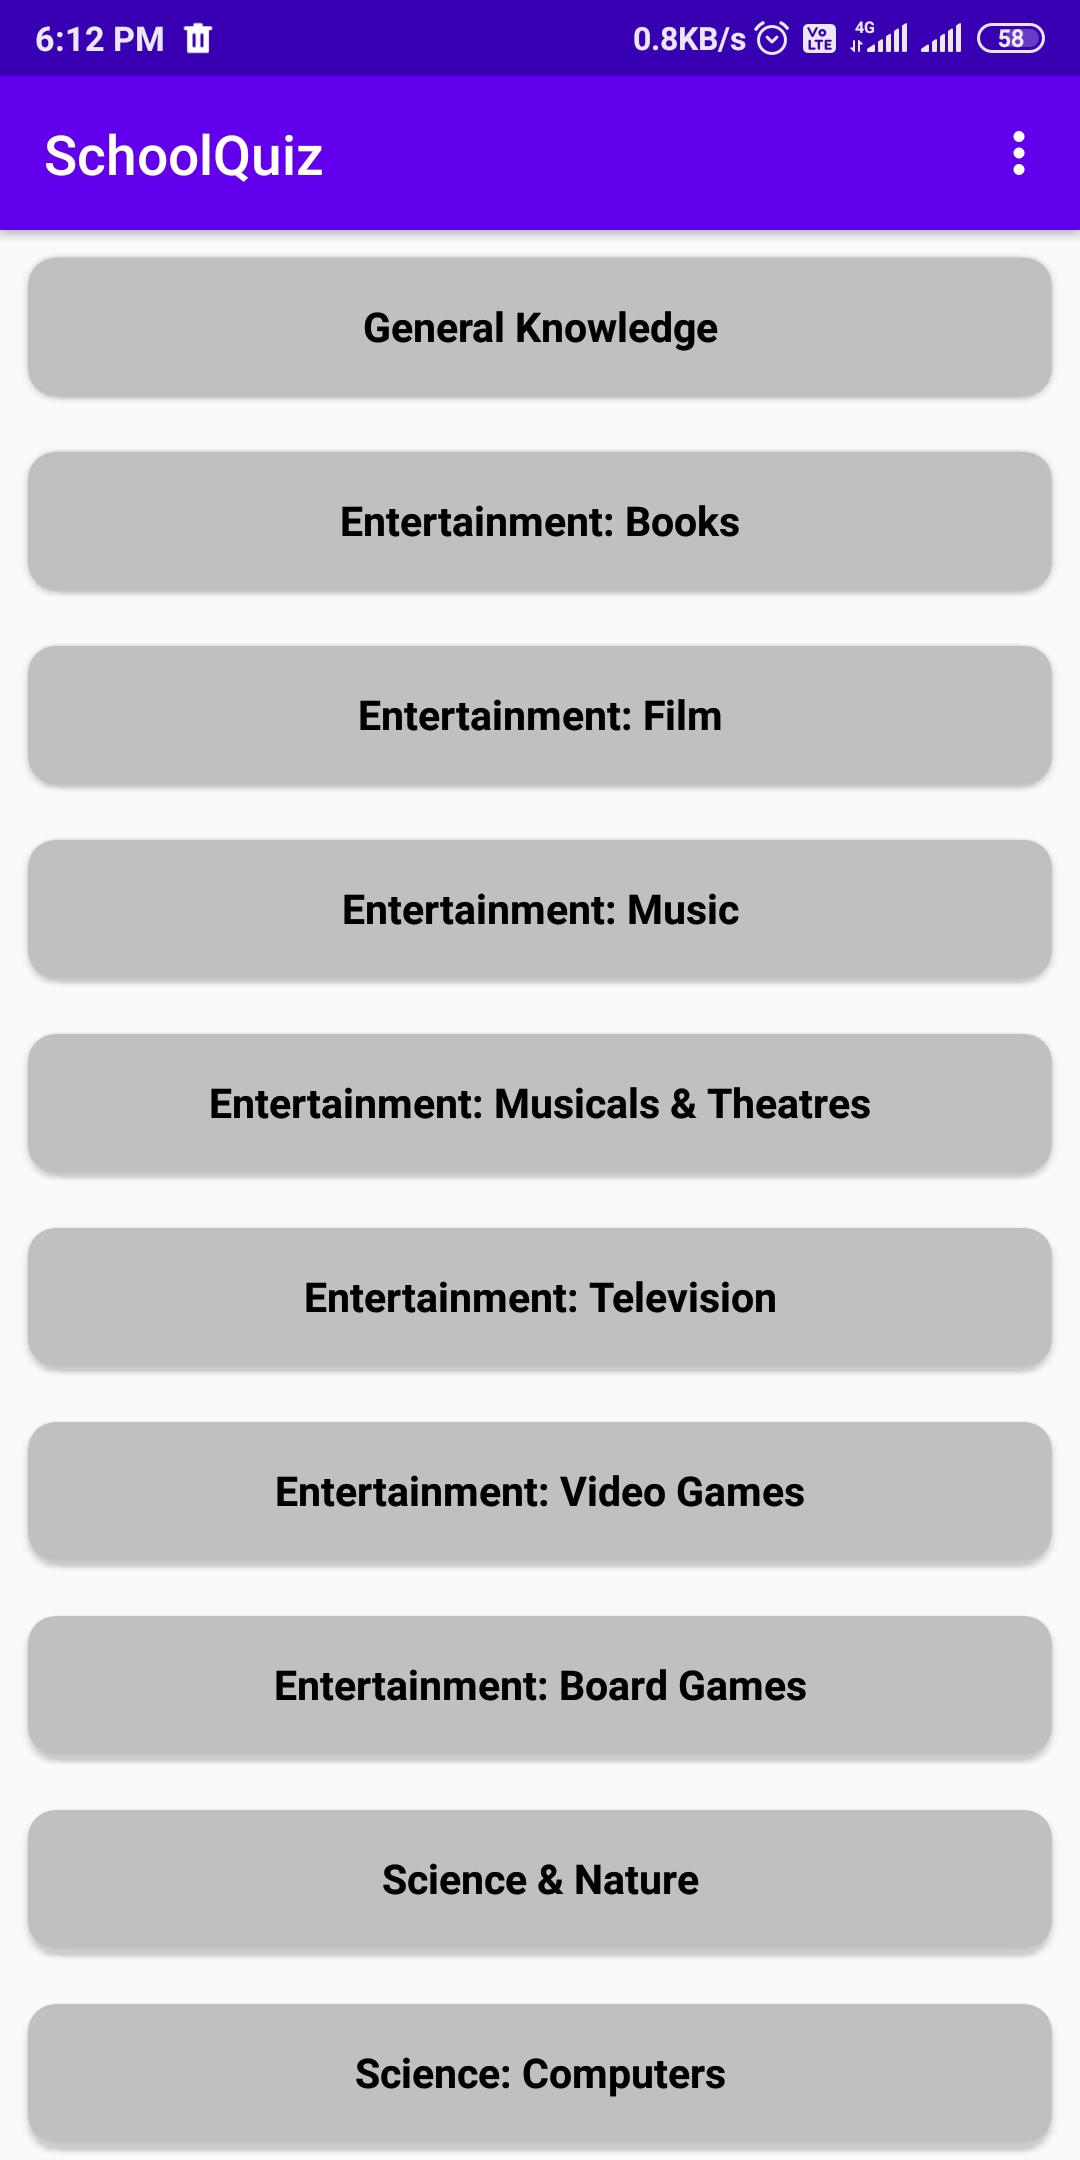 6:12 PM 0.8KB/s Vo LTE 4G 58
SchoolQuiz
General Knowledge
Entertainment: Books
Entertainment: Film
Entertainment: Music
Entertainment: Musicals & Theatres
Entertainment: Television
Entertainment: Video Games
Entertainment: Board Games
Science & Nature
Science: Computers